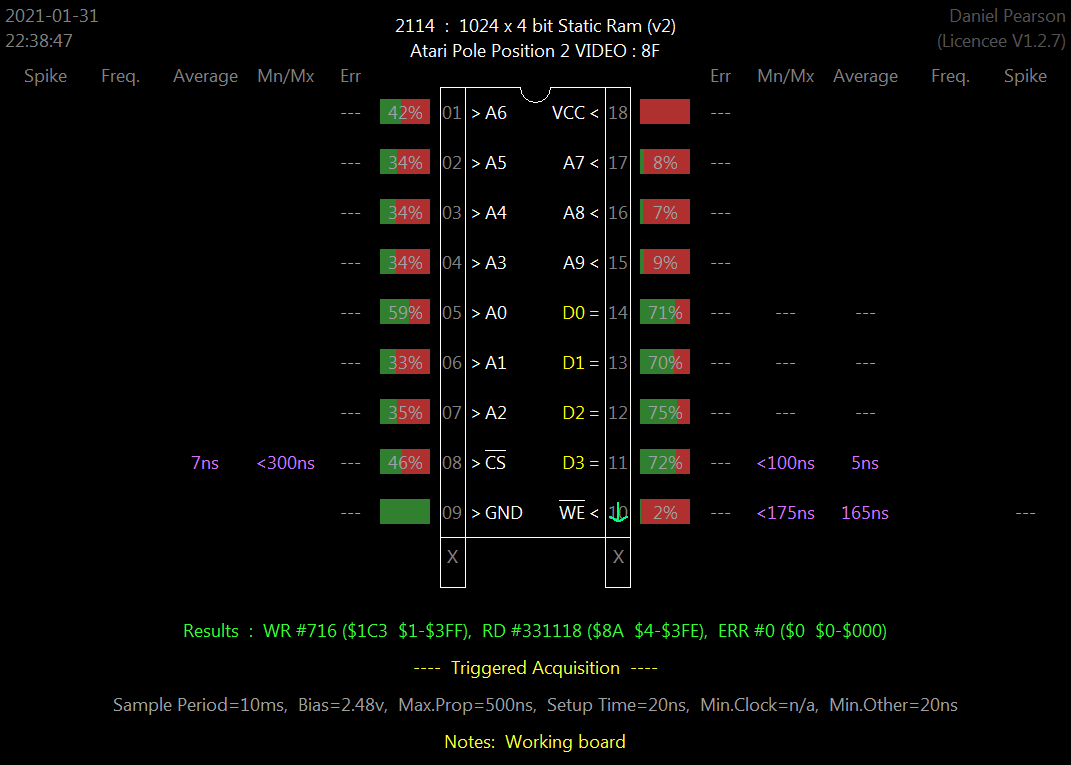 2021-01-31 2114 : 1024 x 4 bit Static Ram (v2) Daniel Pearson
22:38:47 Atari Pole Position 2 VIDEO : 8F (Licencee V1.2.7)
Spike Freq. Average Mn/Mx Err Err Mn/Mx Average Freq. Spike
--- 42% 01 > A6 VCC < 18 ---
--- 34% 02 > A5 A7 < 17 8% ---
--- 34% 03 > A4 A8 < 16 7% ---
--- 34% 04 > A3 A9 < 15 9% ---
--- 59% 05 > A0 D0 = 14 71% --- --- ---
--- 33% 06 > A1 D1 = 13 70% --- --- ---
--- 35% 07 > A2 D2 = 12 75% --- --- ---
7ns <300ns --- 46% 08 > C̅S̅ D3 = 11 72% --- <100ns 5ns
--- 09 > GND W̅E̅ < 10 2% --- <175ns 165ns ---
X X
Results : WR #716 ($1C3 $1-$3FF), RD #331118 ($8A $4-$3FE), ERR #0 ($0 $0-$000)
---- Triggered Acquisition ----
Sample Period=10ms, Bias=2.48v, Max.Prop=500ns, Setup Time=20ns, Min.Clock=n/a, Min.Other=20ns
Notes: Working board